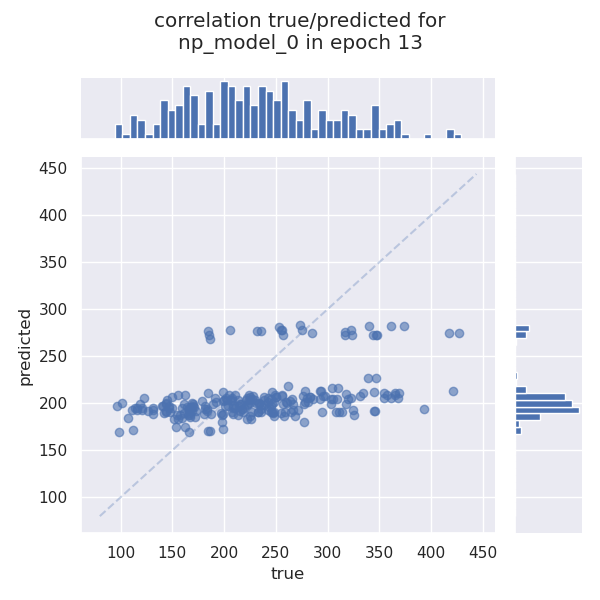 correlation true/predicted for
np_model_0 in epoch 13
450
400
350
300
250
200
150
100
predicted
100 150 200 250 300 350 400 450
true